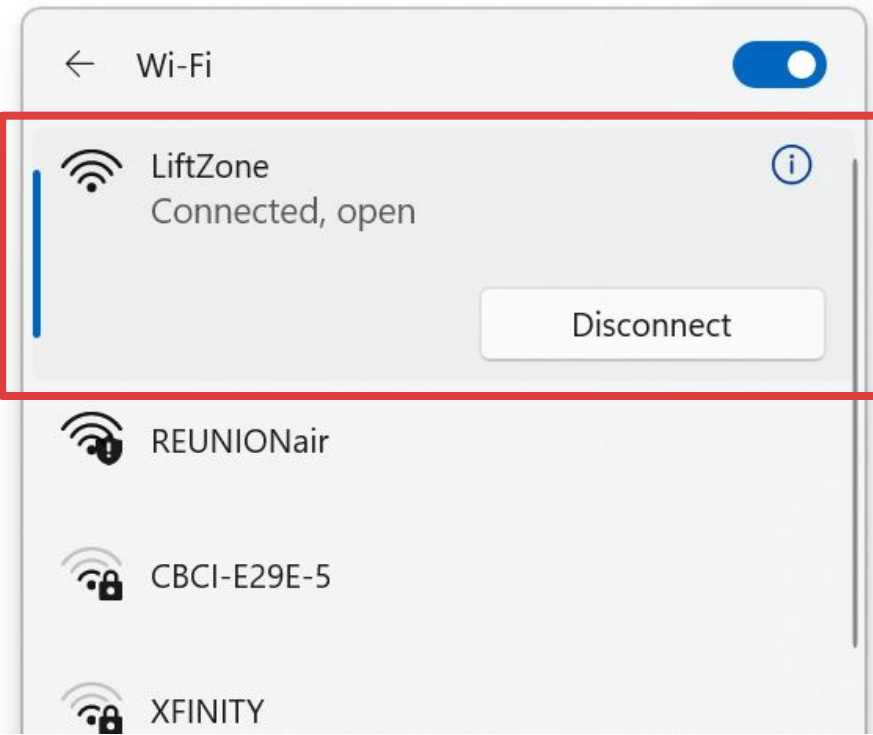 Wi-Fi
LiftZone
Connected, open
Disconnect
REUNIONair
CBCI-E29E-5
XFINITY